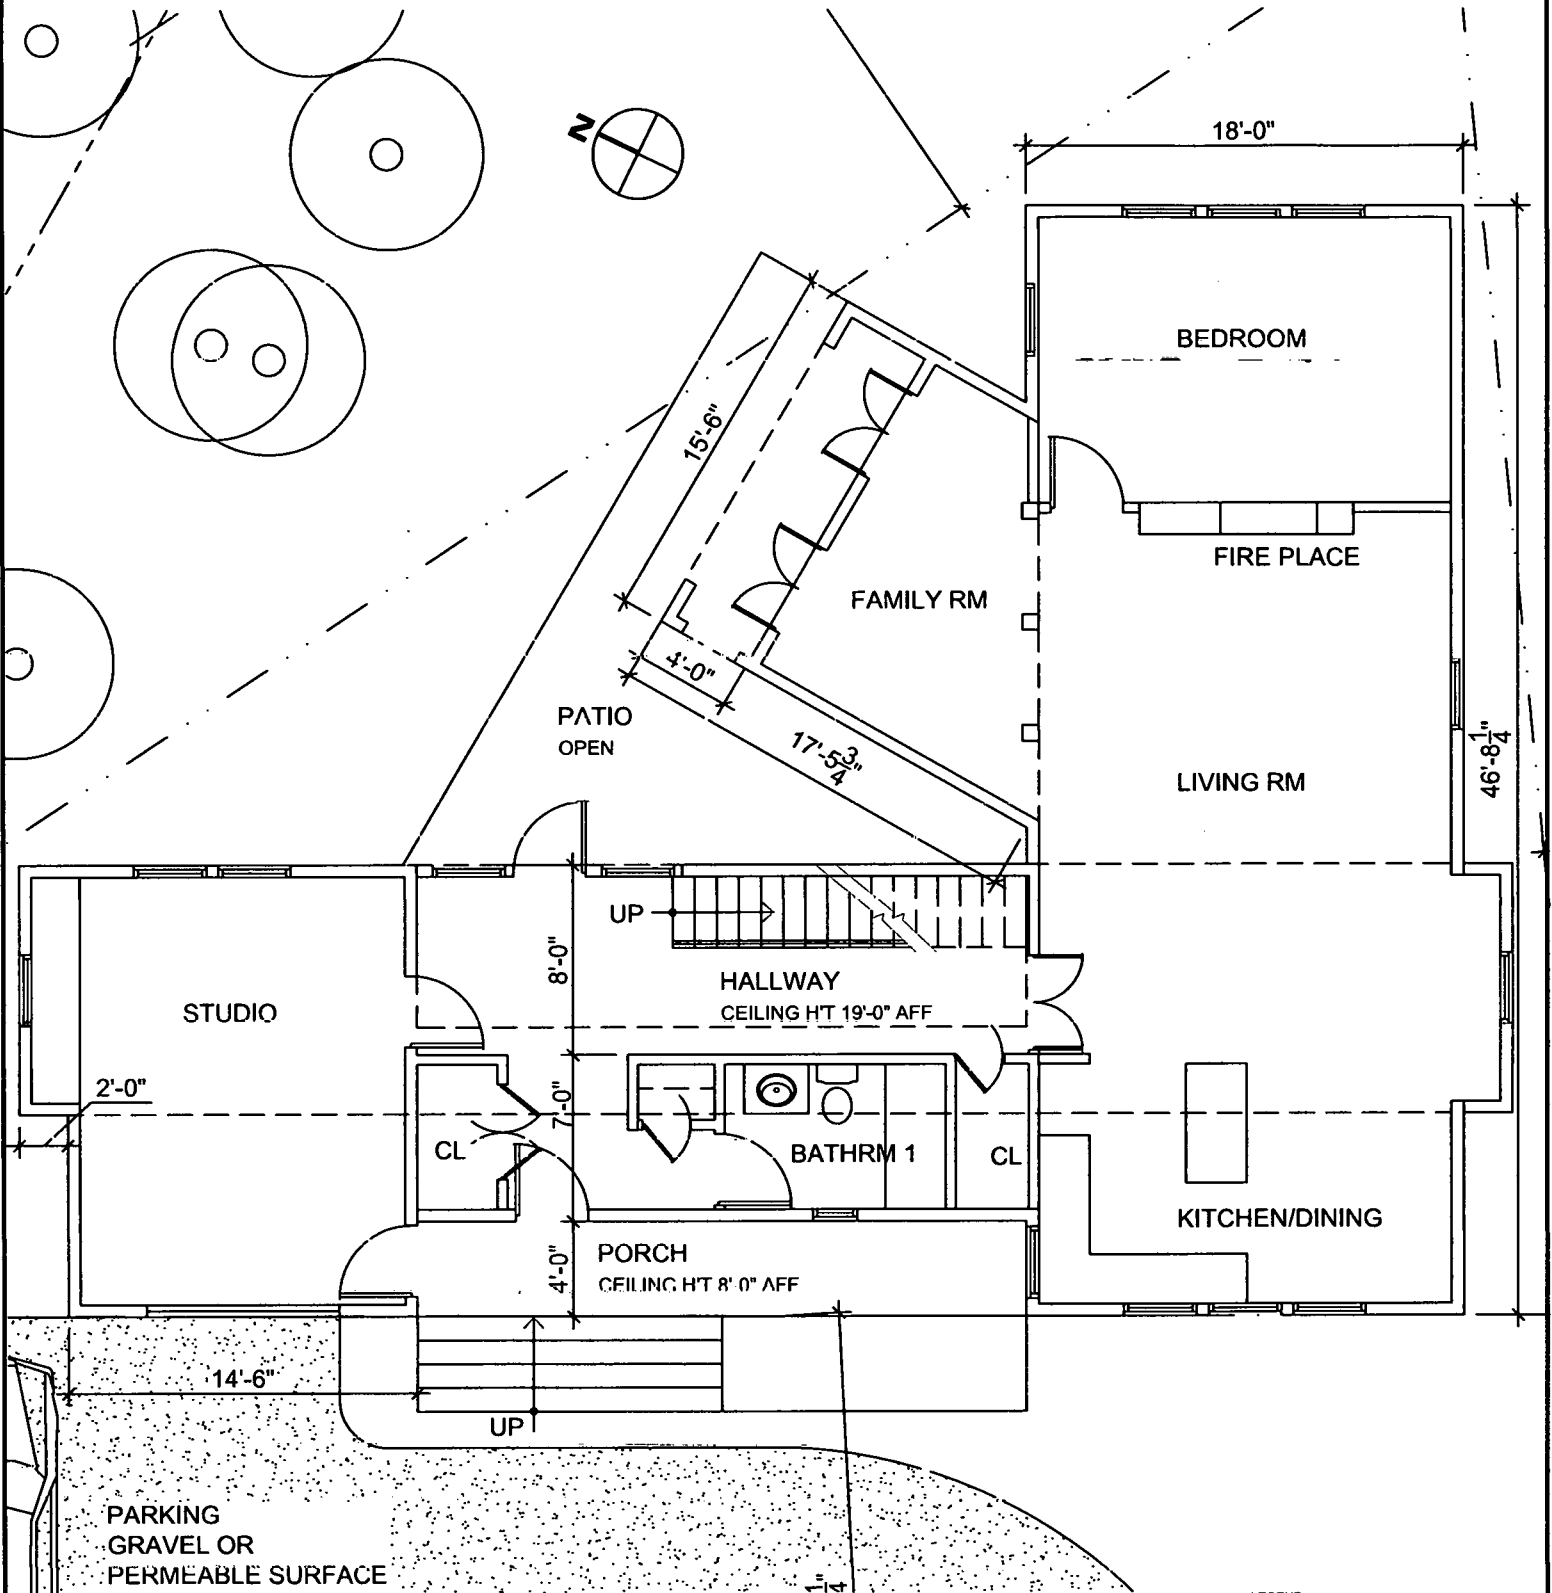 N
18'-0"
BEDROOM
15'-6"
FIRE PLACE
FAMILY RM
4'-0"
PATIO
OPEN
17'-5 3/4"
46'-8 1/4"
LIVING RM
UP
8'-0"
HALLWAY
CEILING H'T 19'-0" AFF
STUDIO
2'-0"
7'-0"
CL
BATHRM 1
CL
KITCHEN/DINING
PORCH
CEILING H'T 8'-0" AFF
4'-0"
14'-6"
UP
PARKING
GRAVEL OR
PERMEABLE SURFACE
1/4